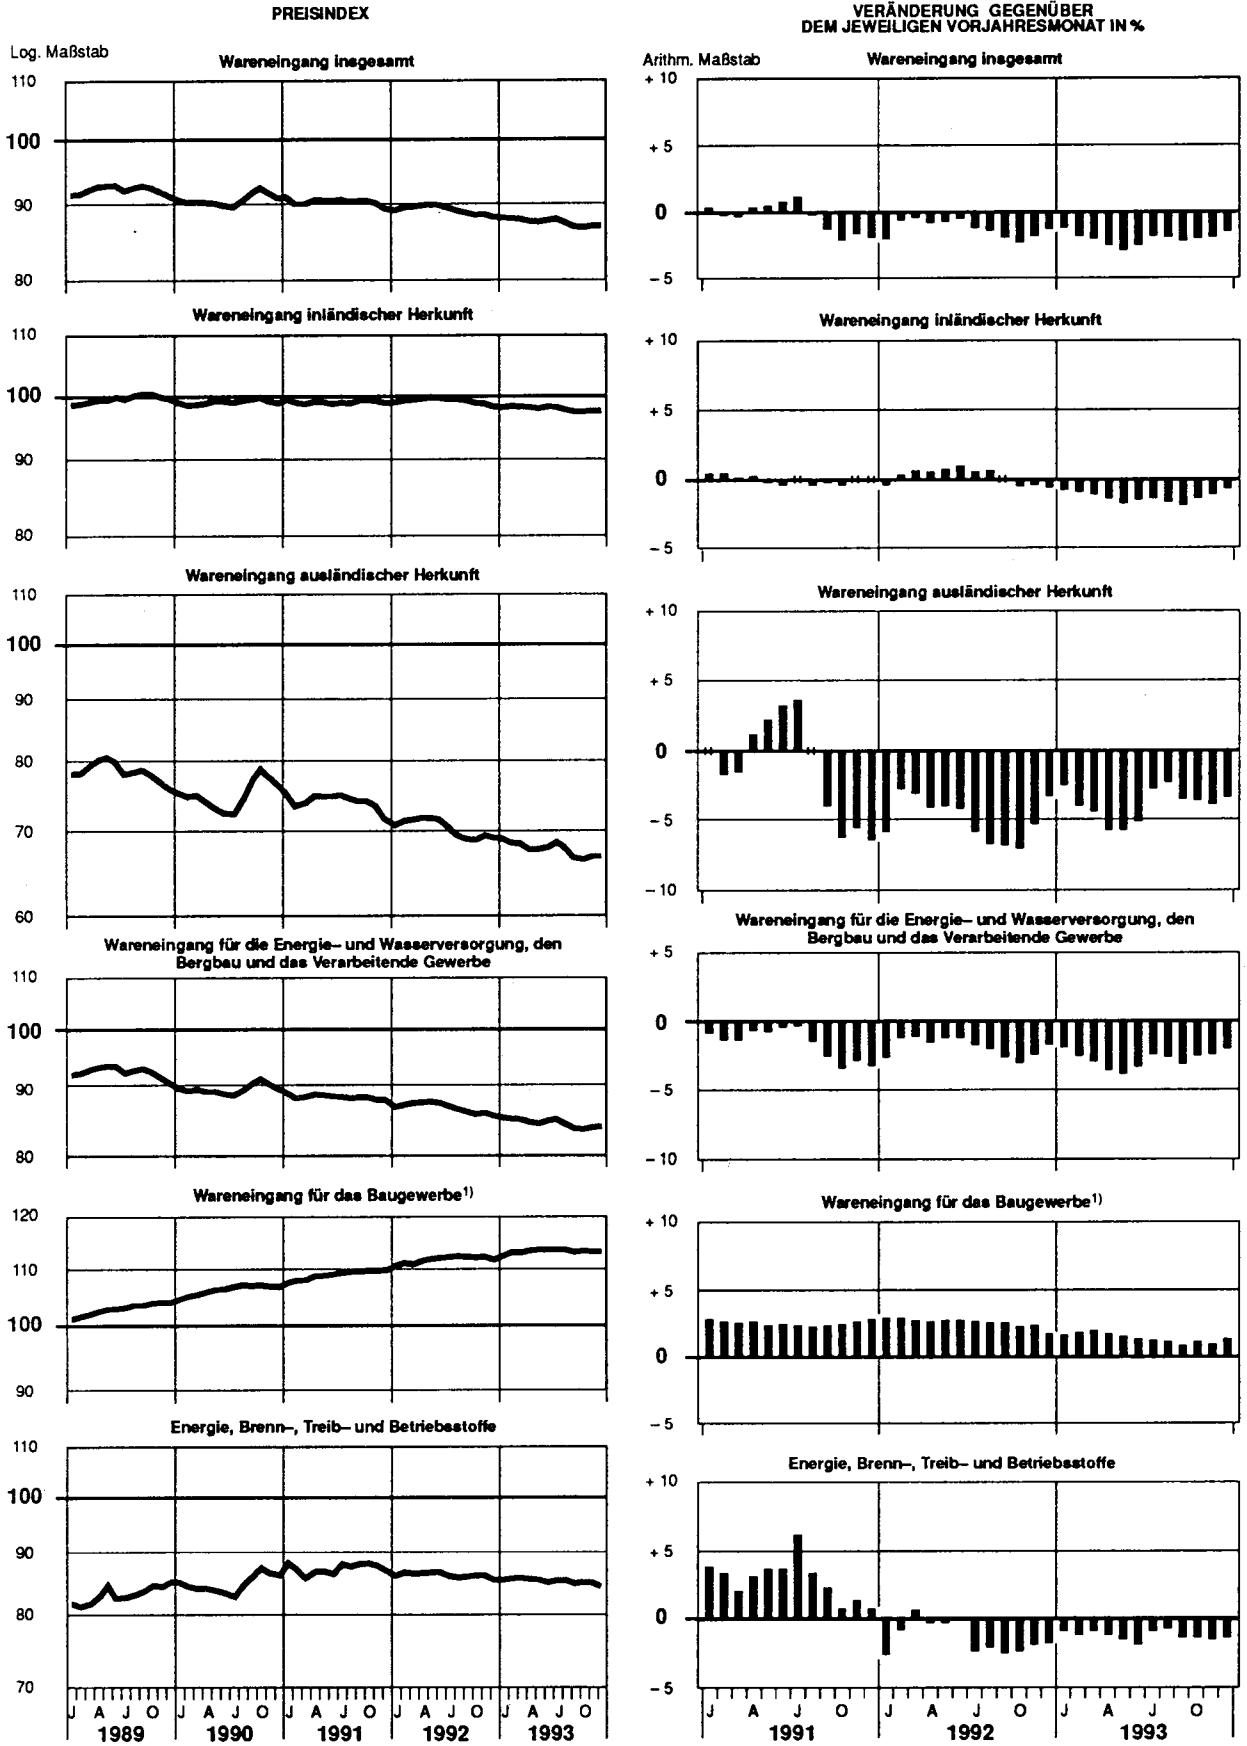 PREISINDEX
Log. Maßstab
Wareneingang insgesamt
110
100
90
80
Wareneingang inländischer Herkunft
110
100
90
80
Wareneingang ausländischer Herkunft
110
100
90
80
70
60
Wareneingang für die Energie– und Wasserversorgung, den
Bergbau und das Verarbeitende Gewerbe
110
100
90
80
Wareneingang für das Baugewerbe¹⁾
120
110
100
90
Energie, Brenn–, Treib– und Betriebsstoffe
110
100
90
80
70
J A J O J A J O J A J O J A J O J A J O
1989 1990 1991 1992 1993
VERÄNDERUNG GEGENÜBER
DEM JEWEILIGEN VORJAHRESMONAT IN %
Arithm. Maßstab
Wareneingang insgesamt
+ 10
+ 5
0
– 5
Wareneingang inländischer Herkunft
+ 10
+ 5
0
– 5
Wareneingang ausländischer Herkunft
+ 10
+ 5
0
– 5
– 10
Wareneingang für die Energie– und Wasserversorgung, den
Bergbau und das Verarbeitende Gewerbe
+ 5
0
– 5
– 10
Wareneingang für das Baugewerbe¹⁾
+ 10
+ 5
0
– 5
Energie, Brenn–, Treib– und Betriebsstoffe
+ 10
+ 5
0
– 5
J A J O J A J O J A J O
1991 1992 1993